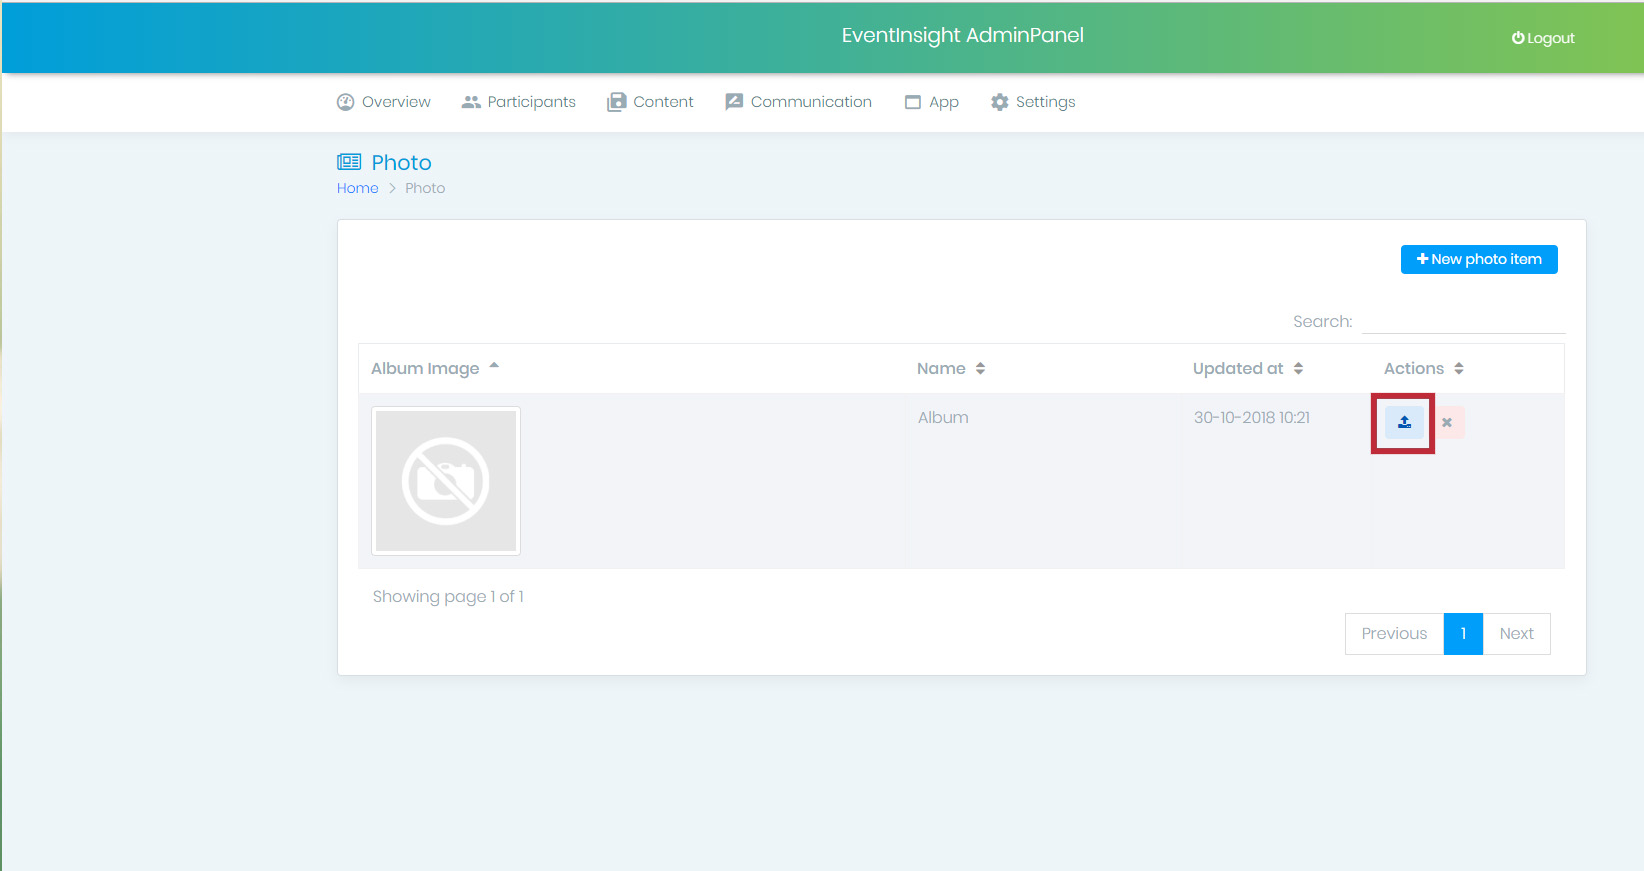 EventInsight AdminPanel
Logout
Overview Participants Content Communication App Settings
Photo
Home > Photo
New photo item
Search:
Album Image Name Updated at Actions
Album 30-10-2018 10:21
Showing page 1 of 1
Previous 1 Next